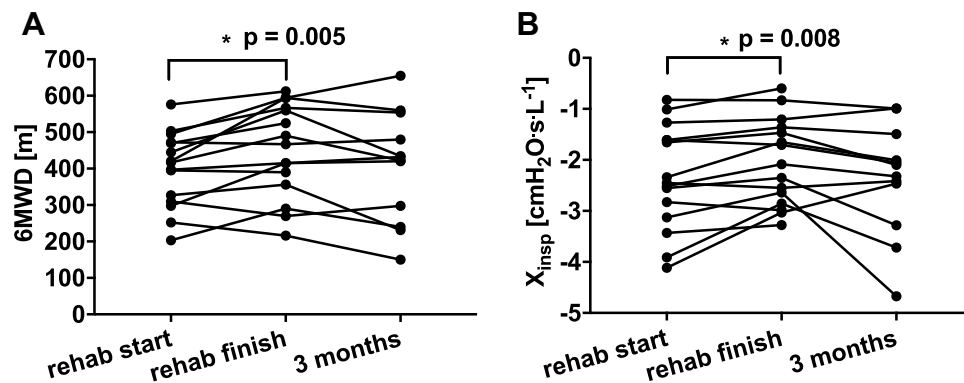 A
* p = 0.005
6MWD [m]
700
600
500
400
300
200
100
0
rehab start
rehab finish
3 months
B
* p = 0.008
X_insp [cmH₂O·s·L⁻¹]
0
-1
-2
-3
-4
-5
rehab start
rehab finish
3 months